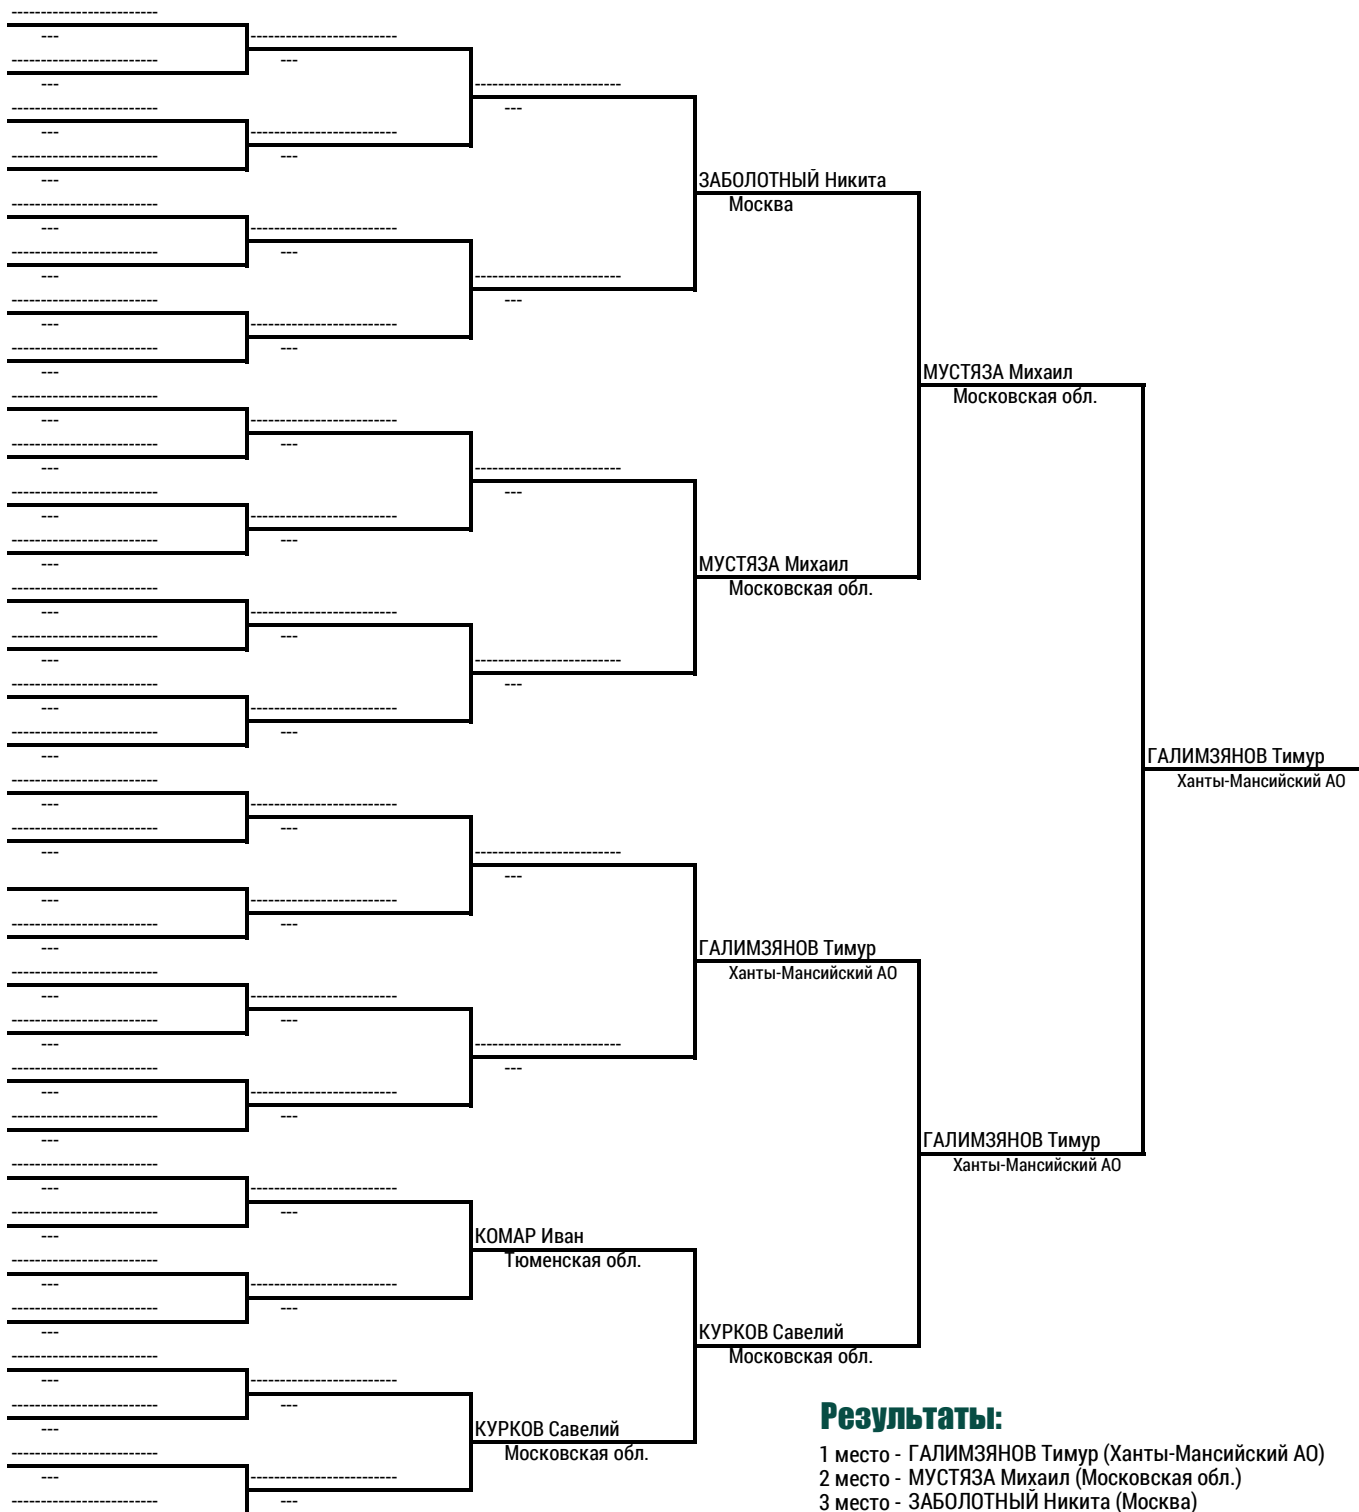 ЗАБОЛОТНЫЙ Никита
Москва
МУСТЯЗА Михаил
Московская обл.
МУСТЯЗА Михаил
Московская обл.
ГАЛИМЗЯНОВ Тимур
Ханты-Мансийский АО
ГАЛИМЗЯНОВ Тимур
Ханты-Мансийский АО
ГАЛИМЗЯНОВ Тимур
Ханты-Мансийский АО
КОМАР Иван
Тюменская обл.
КУРКОВ Савелий
Московская обл.
КУРКОВ Савелий
Московская обл.
Результаты:
1 место - ГАЛИМЗЯНОВ Тимур (Ханты-Мансийский АО)
2 место - МУСТЯЗА Михаил (Московская обл.)
3 место - ЗАБОЛОТНЫЙ Никита (Москва)